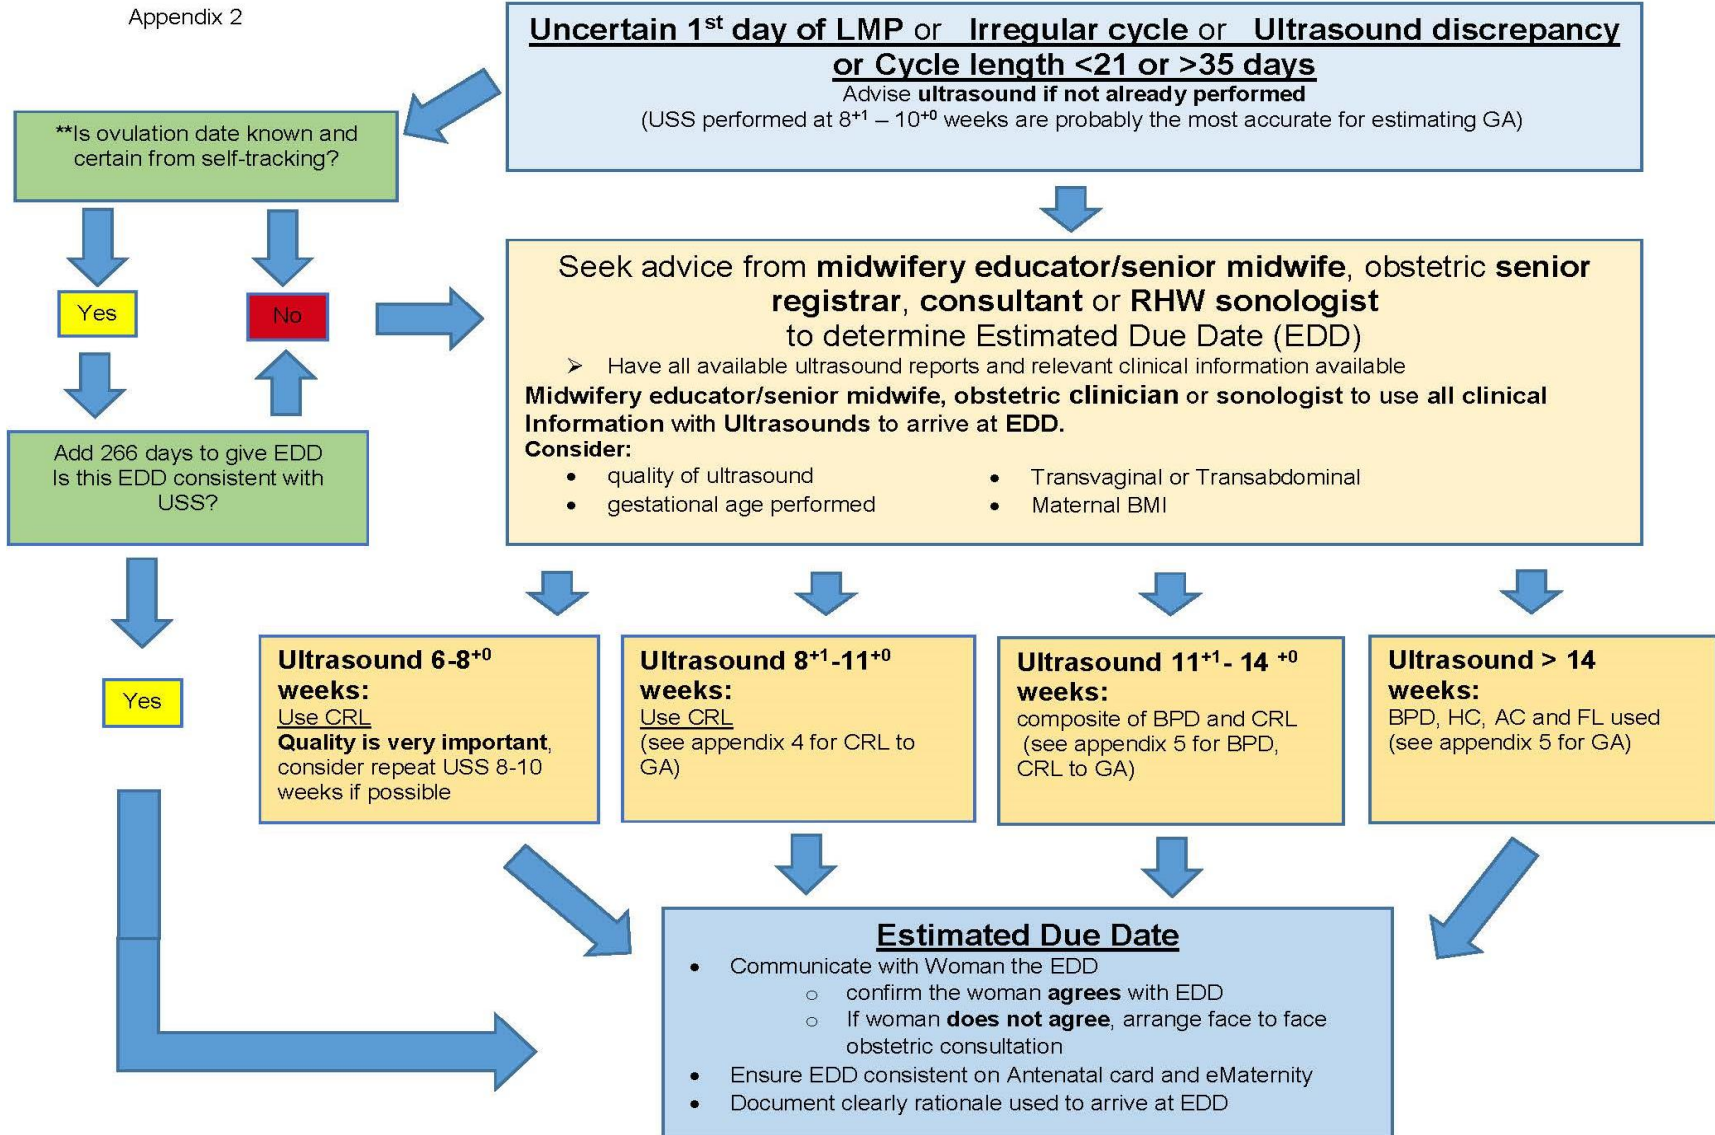 Appendix 2
Uncertain 1st day of LMP or Irregular cycle or Ultrasound discrepancy
or Cycle length <21 or >35 days
Advise ultrasound if not already performed
(USS performed at 8+1 – 10+0 weeks are probably the most accurate for estimating GA)
**Is ovulation date known and
certain from self-tracking?
Yes
No
Add 266 days to give EDD
Is this EDD consistent with
USS?
Yes
Seek advice from midwifery educator/senior midwife, obstetric senior
registrar, consultant or RHW sonologist
to determine Estimated Due Date (EDD)
➢ Have all available ultrasound reports and relevant clinical information available
Midwifery educator/senior midwife, obstetric clinician or sonologist to use all clinical
Information with Ultrasounds to arrive at EDD.
Consider:
• quality of ultrasound
• gestational age performed
• Transvaginal or Transabdominal
• Maternal BMI
Ultrasound 6-8+0
weeks:
Use CRL
Quality is very important,
consider repeat USS 8-10
weeks if possible
Ultrasound 8+1-11+0
weeks:
Use CRL
(see appendix 4 for CRL to
GA)
Ultrasound 11+1- 14 +0
weeks:
composite of BPD and CRL
(see appendix 5 for BPD,
CRL to GA)
Ultrasound > 14
weeks:
BPD, HC, AC and FL used
(see appendix 5 for GA)
Estimated Due Date
• Communicate with Woman the EDD
o confirm the woman agrees with EDD
o If woman does not agree, arrange face to face
obstetric consultation
• Ensure EDD consistent on Antenatal card and eMaternity
• Document clearly rationale used to arrive at EDD